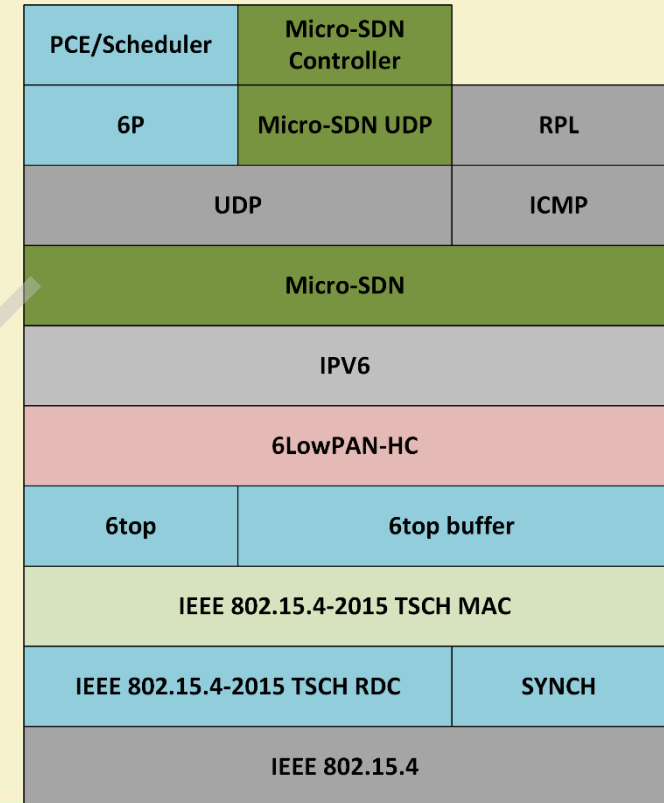 PCE/Scheduler
Micro-SDN
Controller
6P
Micro-SDN UDP
RPL
UDP
ICMP
Micro-SDN
IPV6
6LowPAN-HC
6top
6top buffer
IEEE 802.15.4-2015 TSCH MAC
IEEE 802.15.4-2015 TSCH RDC
SYNCH
IEEE 802.15.4